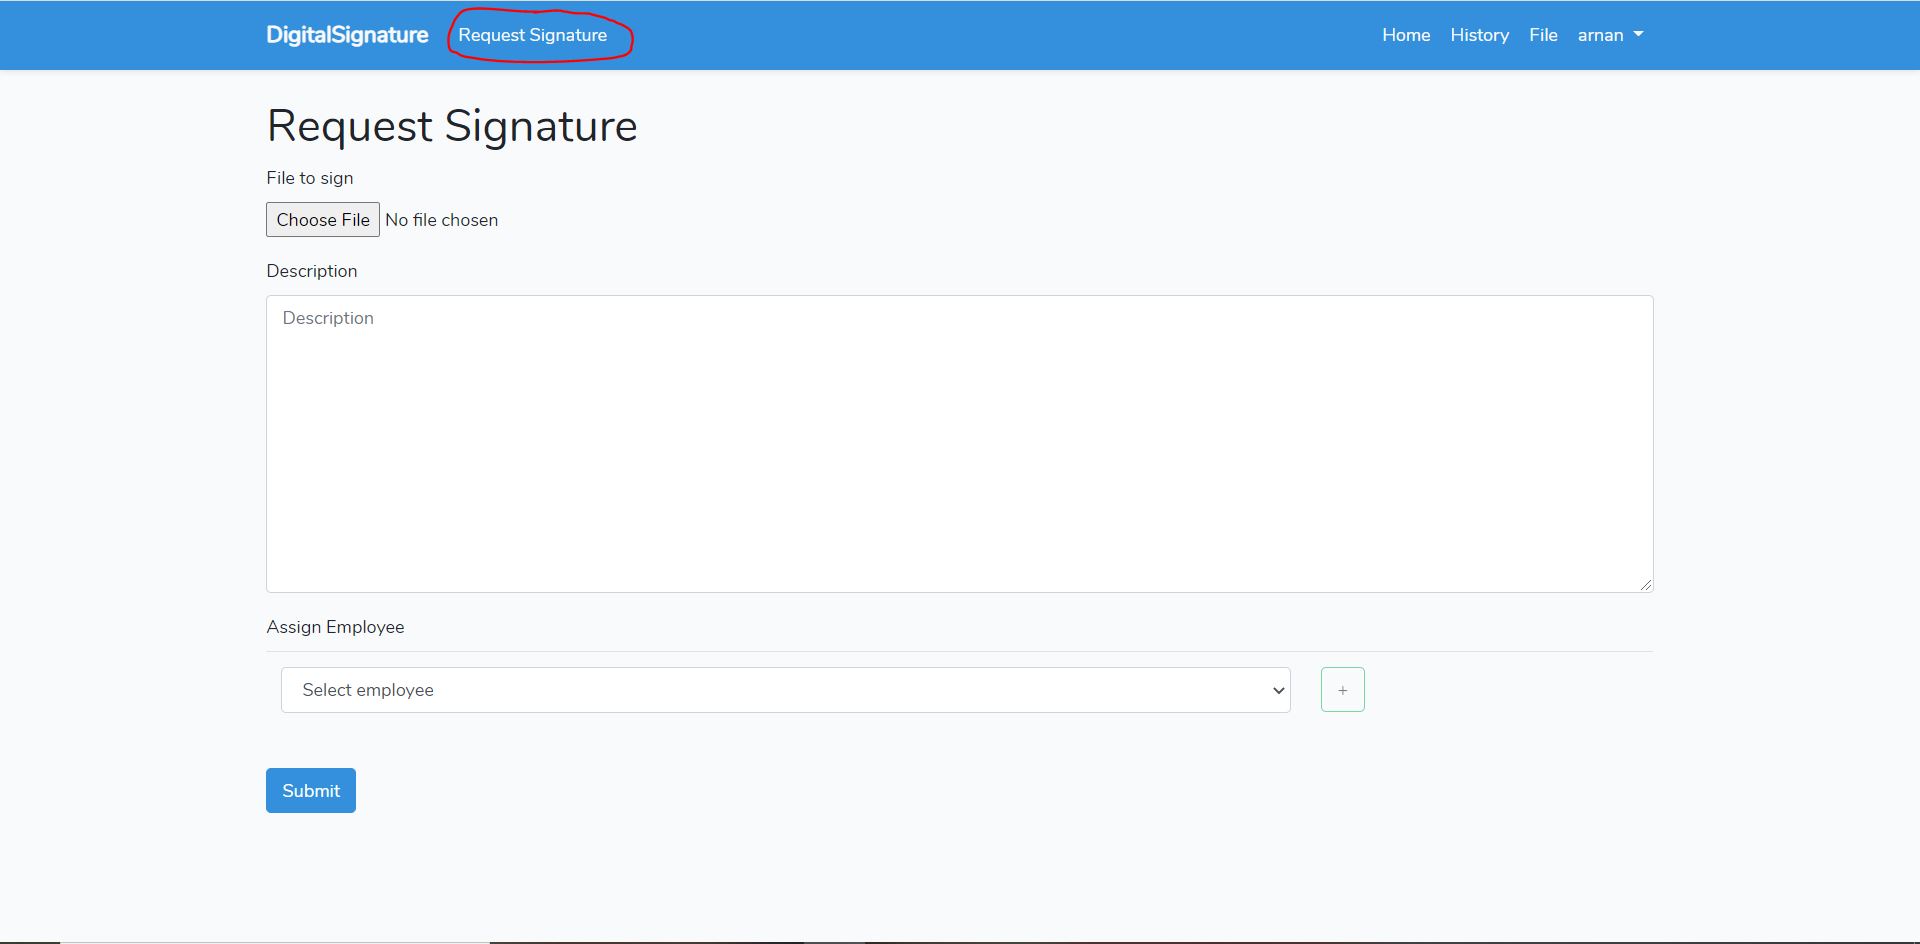 DigitalSignature Request Signature Home History File arnan
Request Signature
File to sign
Choose File No file chosen
Description
Description
Assign Employee
Select employee +
Submit